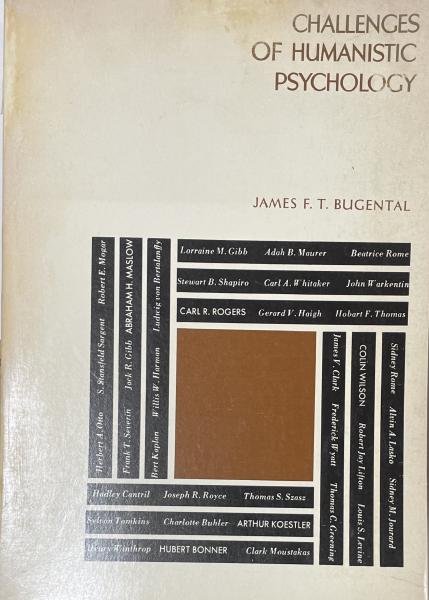 CHALLENGES
OF HUMANISTIC
PSYCHOLOGY
JAMES F. T. BUGENTAL
Lorraine M. Gibb Adah B. Maurer Beatrice Rome
Stewart B. Shapiro Carl A. Whitaker John Warkentin
CARL R. ROGERS Gerard V. Haigh Hobart F. Thomas
Herbert A. Otto S. Stansfeld Sargent Robert E. Mogar
Frank T. Severin Jack R. Gibb ABRAHAM H. MASLOW
Bert Kaplan Willis W. Harman Ludwig von Bertalanffy
James V. Clark Frederick Wyatt Thomas C. Greening
COLIN WILSON Robert Jay Lifton Louis S. Levine
Sidney Rome Alvin A. Lasko Sidney M. Jourard
Hadley Cantril Joseph R. Royce Thomas S. Szasz
Sylvan Tomkins Charlotte Buhler ARTHUR KOESTLER
Henry Winthrop HUBERT BONNER Clark Moustakas